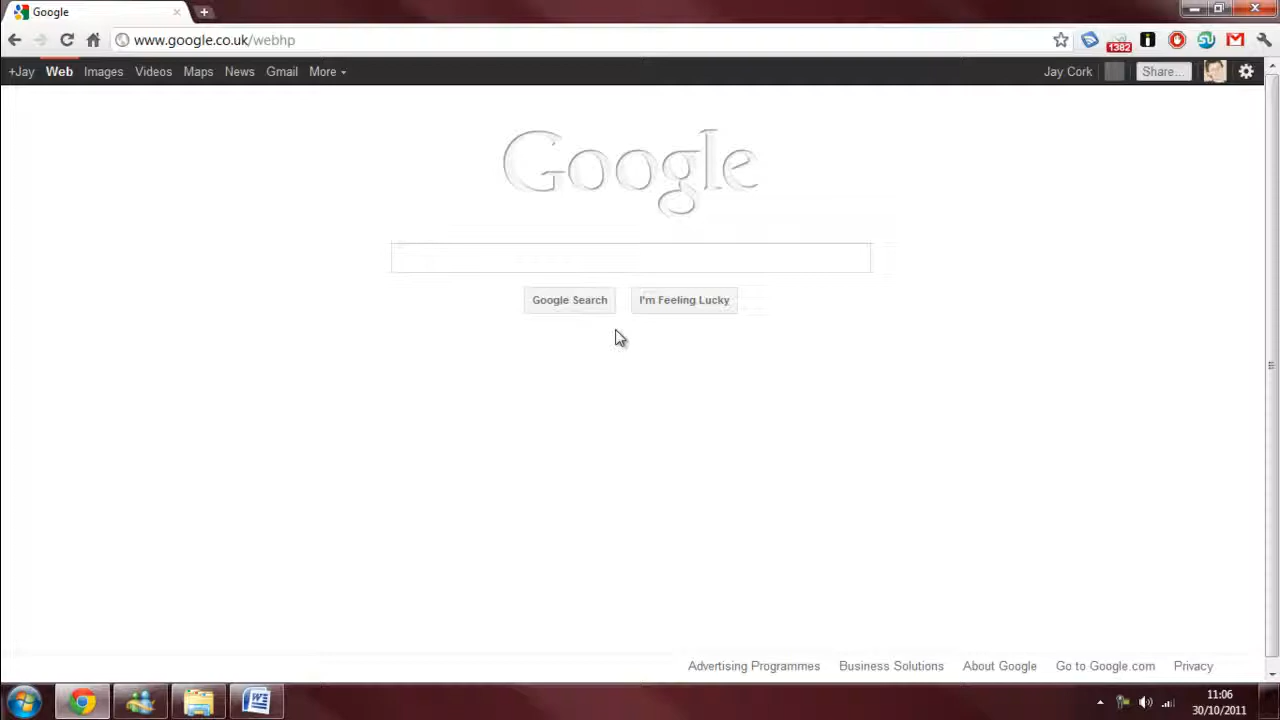 Google
www.google.co.uk/webhp
1382
+Jay Web Images Videos Maps News Gmail More
Jay Cork Share...
Google
Google Search I'm Feeling Lucky
Advertising Programmes Business Solutions About Google Go to Google.com Privacy
11:06
30/10/2011